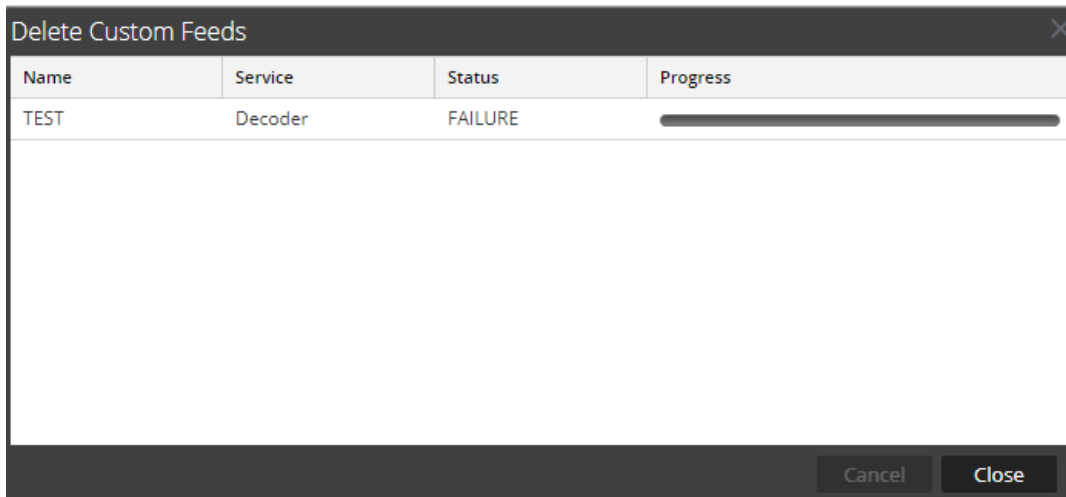 Delete Custom Feeds
Name Service Status Progress
TEST Decoder FAILURE
Cancel Close